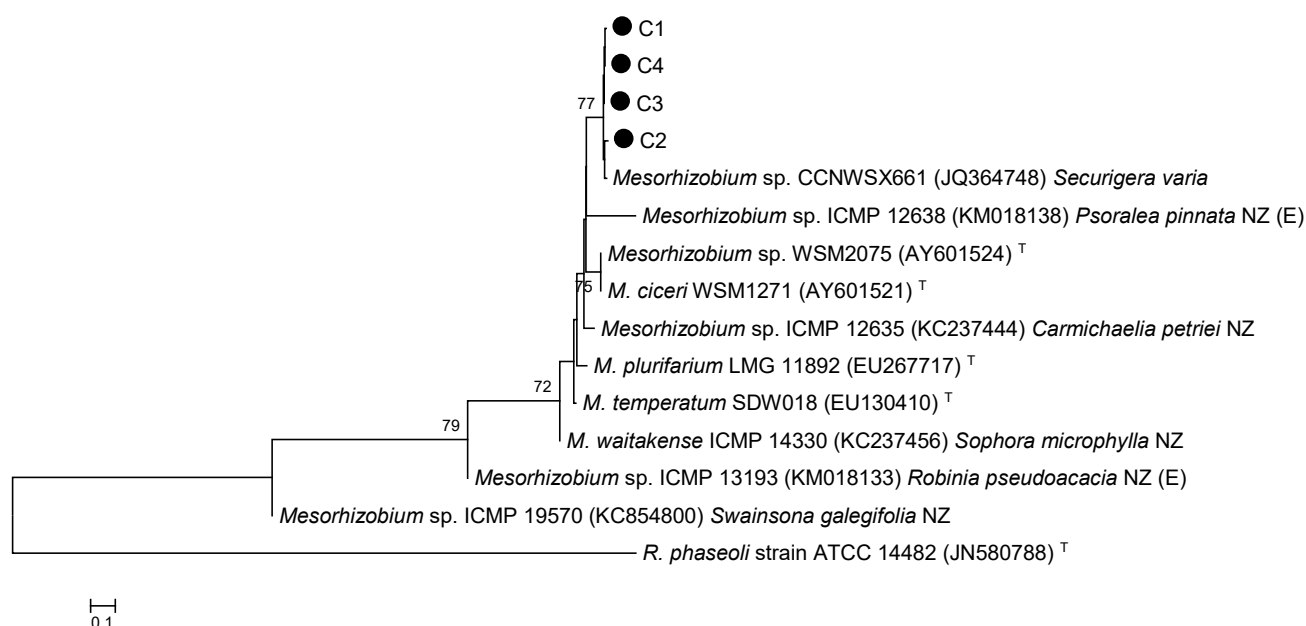 C1
C4
77
C3
C2
Mesorhizobium sp. CCNWSX661 (JQ364748) Securigera varia
Mesorhizobium sp. ICMP 12638 (KM018138) Psoralea pinnata NZ (E)
Mesorhizobium sp. WSM2075 (AY601524) T
75
M. ciceri WSM1271 (AY601521) T
Mesorhizobium sp. ICMP 12635 (KC237444) Carmichaelia petriei NZ
M. plurifarium LMG 11892 (EU267717) T
72
M. temperatum SDW018 (EU130410) T
79
M. waitakense ICMP 14330 (KC237456) Sophora microphylla NZ
Mesorhizobium sp. ICMP 13193 (KM018133) Robinia pseudoacacia NZ (E)
Mesorhizobium sp. ICMP 19570 (KC854800) Swainsona galegifolia NZ
R. phaseoli strain ATCC 14482 (JN580788) T
0.1